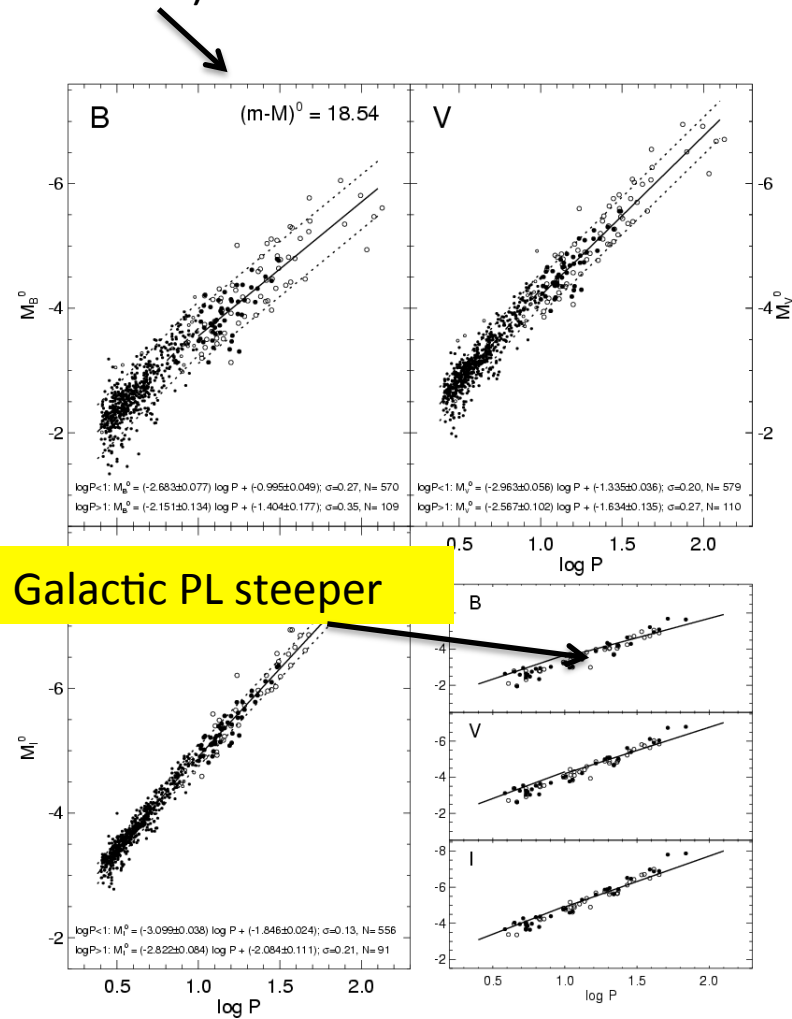 B
(m-M)⁰ = 18.54
V
-6
-4
-2
M_B⁰
logP<1: M_B⁰ = (-2.683±0.077) log P + (-0.995±0.049); σ=0.27, N= 570
logP>1: M_B⁰ = (-2.151±0.134) log P + (-1.404±0.177); σ=0.35, N= 109
-6
-4
-2
M_V⁰
logP<1: M_V⁰ = (-2.963±0.056) log P + (-1.335±0.036); σ=0.20, N= 579
logP>1: M_V⁰ = (-2.567±0.102) log P + (-1.634±0.135); σ=0.27, N= 110
0.5 1.0 1.5 2.0
log P
Galactic PL steeper
-6
-4
-2
M_I⁰
logP<1: M_I⁰ = (-3.099±0.038) log P + (-1.846±0.024); σ=0.13, N= 556
logP>1: M_I⁰ = (-2.822±0.084) log P + (-2.084±0.111); σ=0.21, N= 91
0.5 1.0 1.5 2.0
log P
B
-4
-2
V
-6
-4
-2
I
-8
-6
-4
-2
0.5 1.0 1.5 2.0
log P